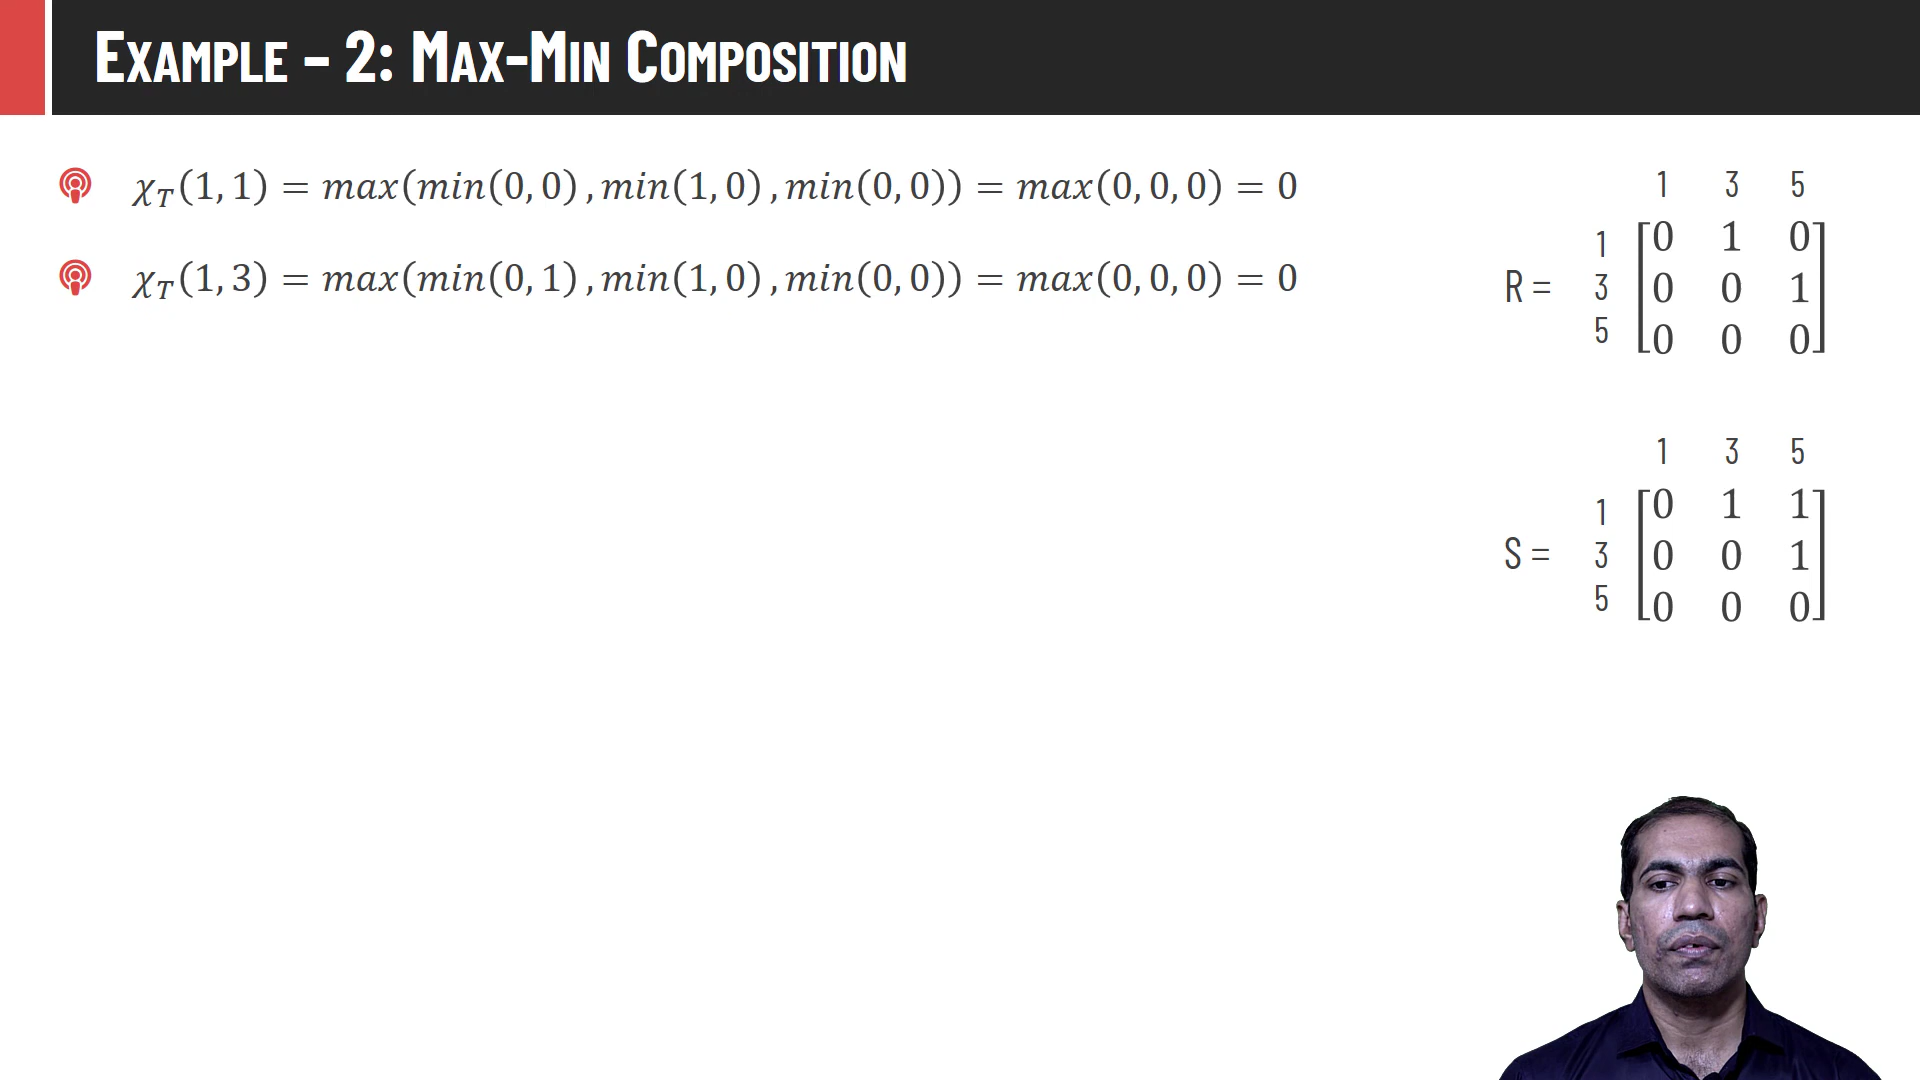 EXAMPLE – 2: MAX-MIN COMPOSITION
χ_T(1, 1) = max(min(0, 0), min(1, 0), min(0, 0)) = max(0, 0, 0) = 0
χ_T(1, 3) = max(min(0, 1), min(1, 0), min(0, 0)) = max(0, 0, 0) = 0
1 3 5
1 [0 1 0]
R = 3 [0 0 1]
5 [0 0 0]
1 3 5
1 [0 1 1]
S = 3 [0 0 1]
5 [0 0 0]